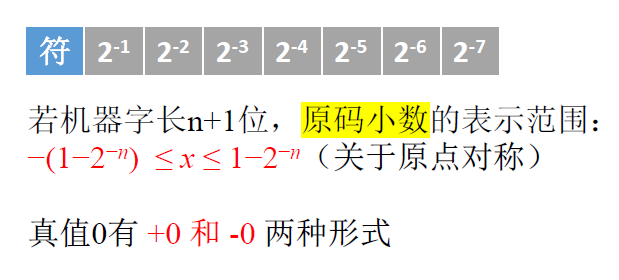 符 2⁻¹ 2⁻² 2⁻³ 2⁻⁴ 2⁻⁵ 2⁻⁶ 2⁻⁷
若机器字长n+1位，原码小数的表示范围：
−(1−2⁻ⁿ) ≤ x ≤ 1−2⁻ⁿ（关于原点对称）
真值0有 +0 和 -0 两种形式